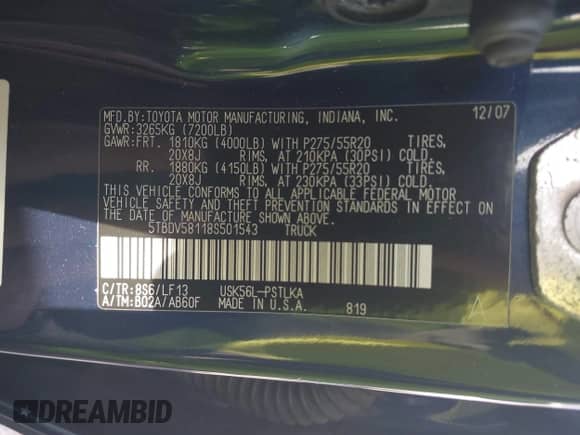 MFD.BY:TOYOTA MOTOR MANUFACTURING, INDIANA, INC. 12/07
GVWR:3265KG (7200LB)
GAWR:FRT. 1810KG (4000LB) WITH P275/55R20 TIRES,
20X8J RIMS, AT 210KPA (30PSI) COLD.
RR. 1880KG (4150LB) WITH P275/55R20 TIRES,
20X8J RIMS, AT 230KPA (33PSI) COLD.
THIS VEHICLE CONFORMS TO ALL APPLICABLE FEDERAL MOTOR
VEHICLE SAFETY AND THEFT PREVENTION STANDARDS IN
EFFECT ON THE DATE OF MANUFACTURE SHOWN ABOVE.
5TBDV58118S501543 TRUCK
C/TR:8S6/LF13 USK56L-PSTLKA
A/TM:B02A/AB60F MADE IN U.S.A. 819 A
DREAMBID